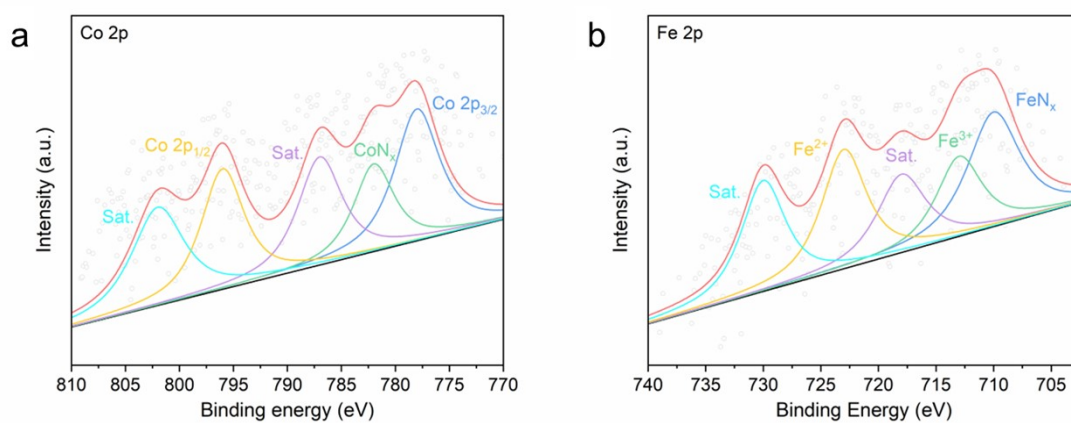 a
Co 2p
Co 2p3/2
Co 2p1/2
Sat.
CoNx
Sat.
Intensity (a.u.)
810 805 800 795 790 785 780 775 770
Binding energy (eV)
b
Fe 2p
FeNx
Fe2+
Fe3+
Sat.
Sat.
Intensity (a.u.)
740 735 730 725 720 715 710 705
Binding Energy (eV)